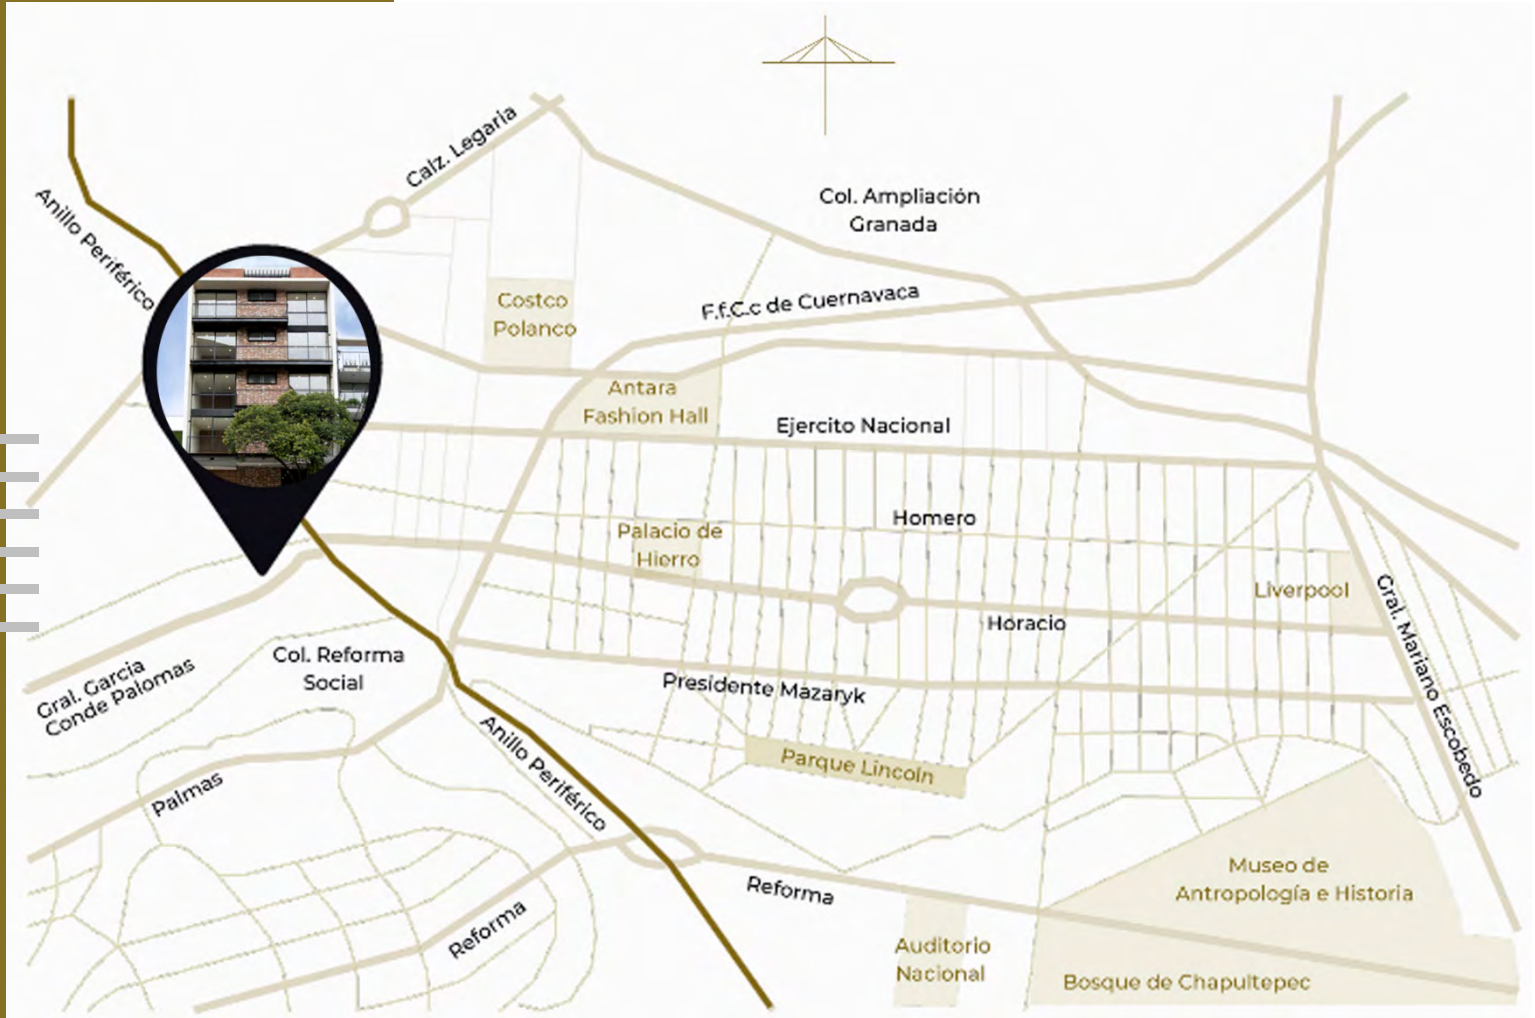 Calz. Legaria
Anillo Periférico
Col. Ampliación
Granada
Costco
Polanco
F.f.C.c de Cuernavaca
Antara
Fashion Hall
Ejercito Nacional
Homero
Palacio de
Hierro
Liverpool
Horacio
Gral. Mariano Escobedo
Gral. Garcia
Conde Palomas
Col. Reforma
Social
Presidente Mazaryk
Anillo Periférico
Parque Lincoln
Palmas
Reforma
Reforma
Museo de
Antropología e Historia
Auditorio
Nacional
Bosque de Chapultepec